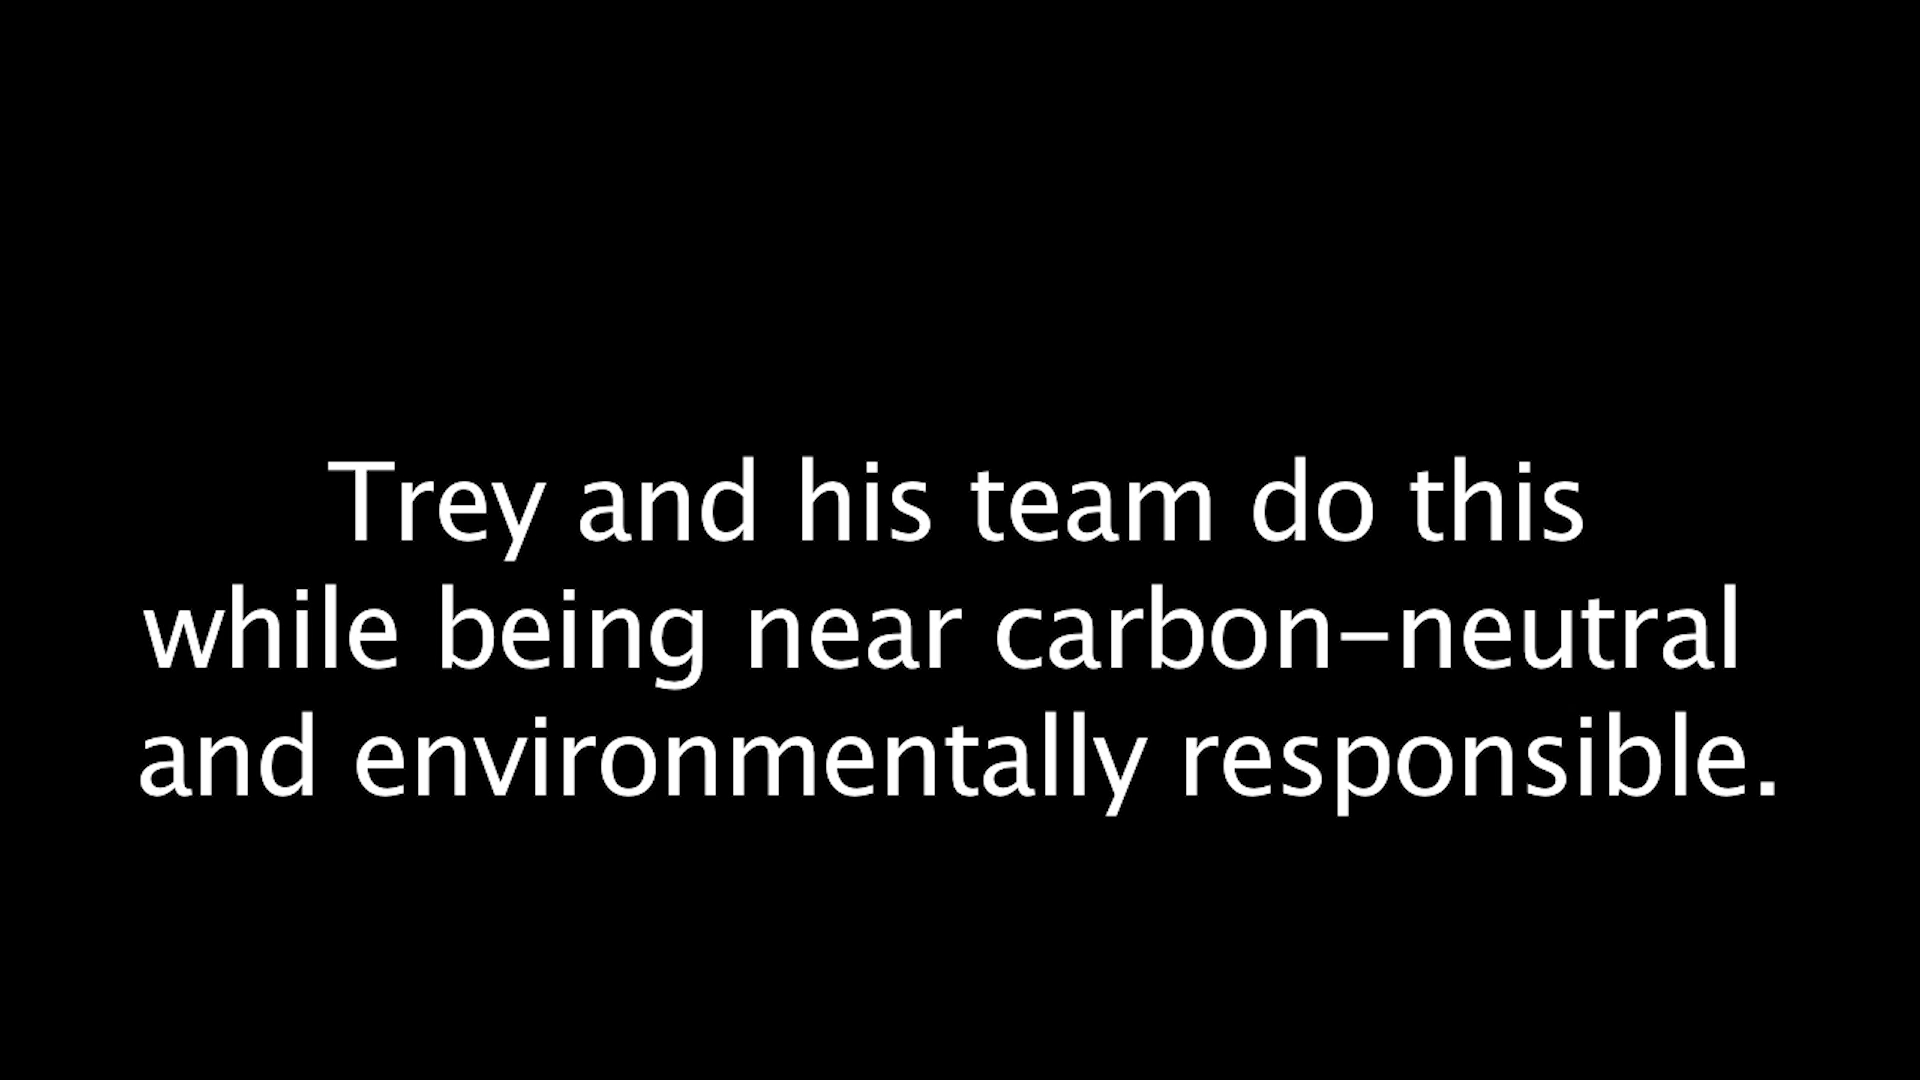 Trey and his team do this
while being near carbon-neutral
and environmentally responsible.